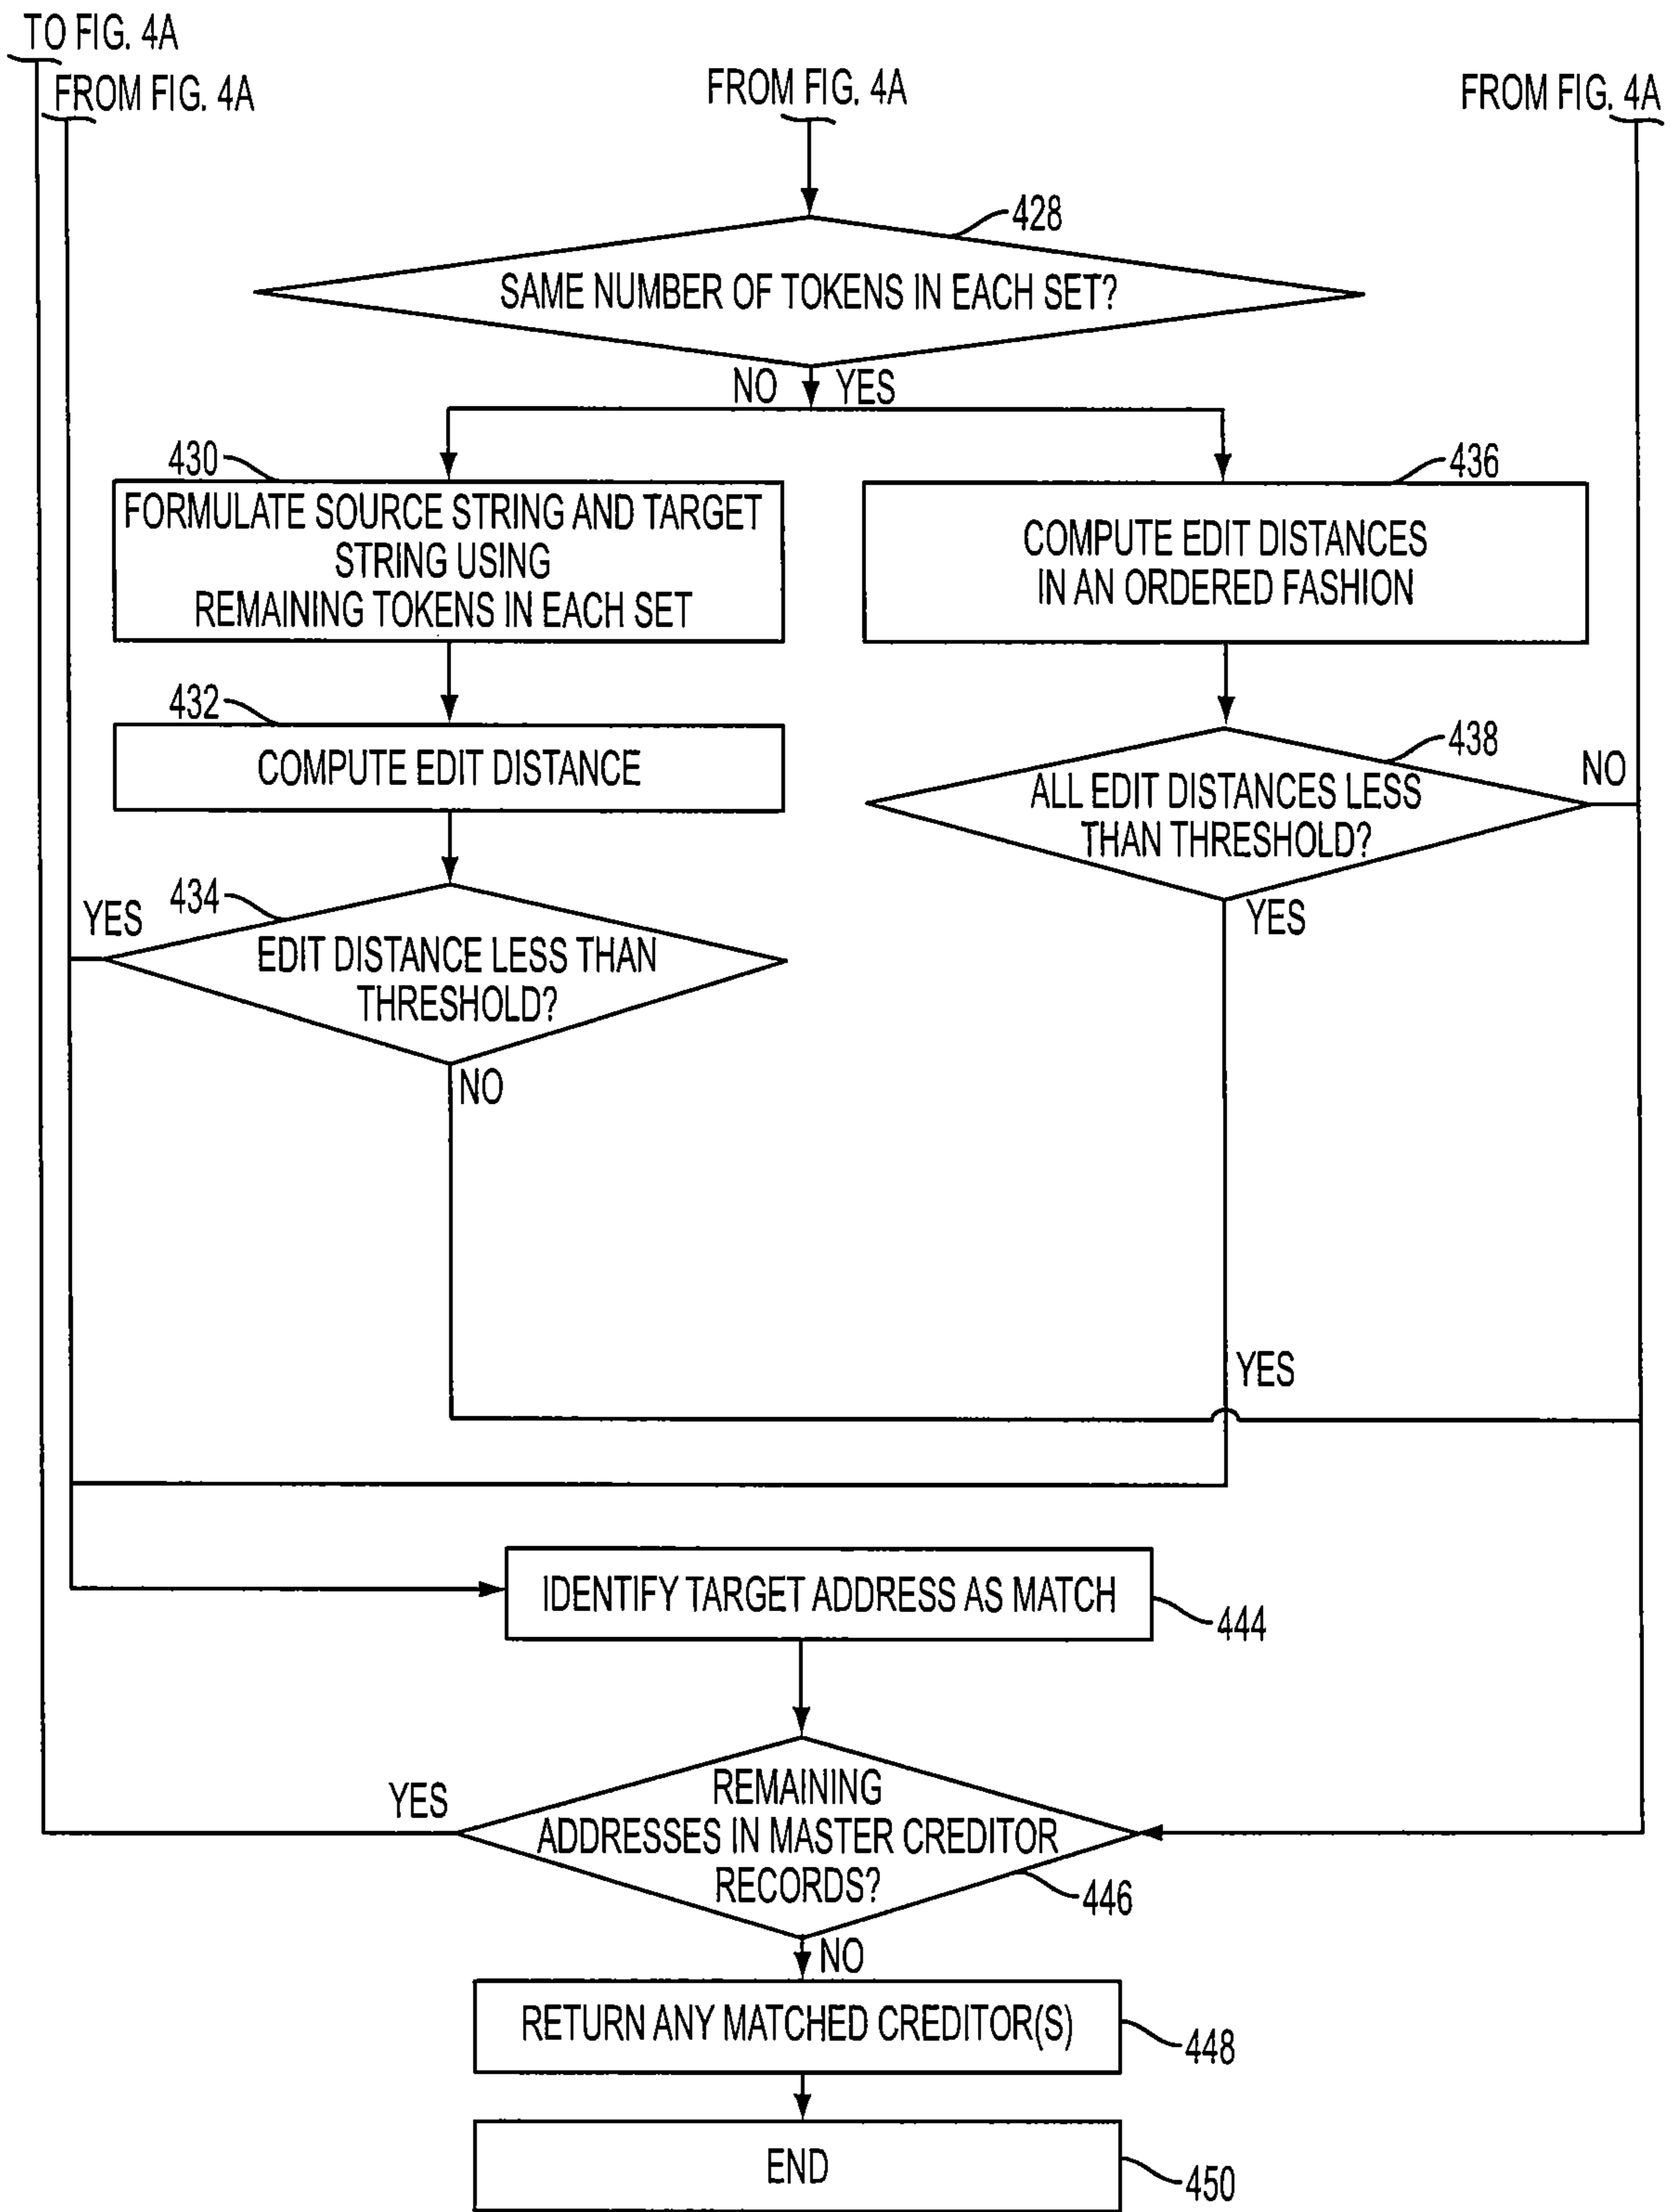 TO FIG. 4A
FROM FIG. 4A
FROM FIG. 4A
FROM FIG. 4A
428
SAME NUMBER OF TOKENS IN EACH SET?
NO
YES
430
FORMULATE SOURCE STRING AND TARGET
STRING USING
REMAINING TOKENS IN EACH SET
436
COMPUTE EDIT DISTANCES
IN AN ORDERED FASHION
432
COMPUTE EDIT DISTANCE
438
ALL EDIT DISTANCES LESS
THAN THRESHOLD?
NO
YES
434
YES
EDIT DISTANCE LESS THAN
THRESHOLD?
NO
YES
IDENTIFY TARGET ADDRESS AS MATCH
444
YES
REMAINING
ADDRESSES IN MASTER CREDITOR
RECORDS?
446
NO
RETURN ANY MATCHED CREDITOR(S)
448
END
450